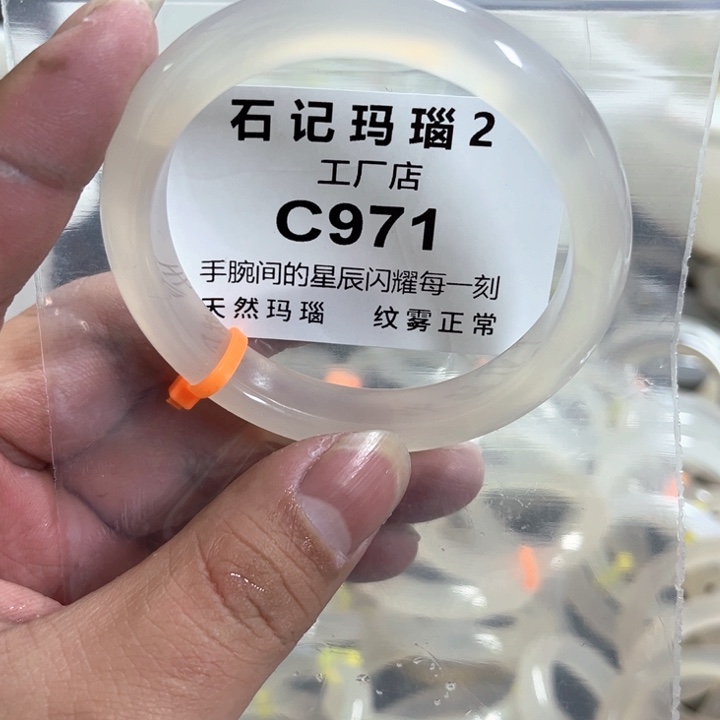 石记玛瑙2
工厂店
C971
手腕间的星辰闪耀每一刻
天然玛瑙 纹雾正常